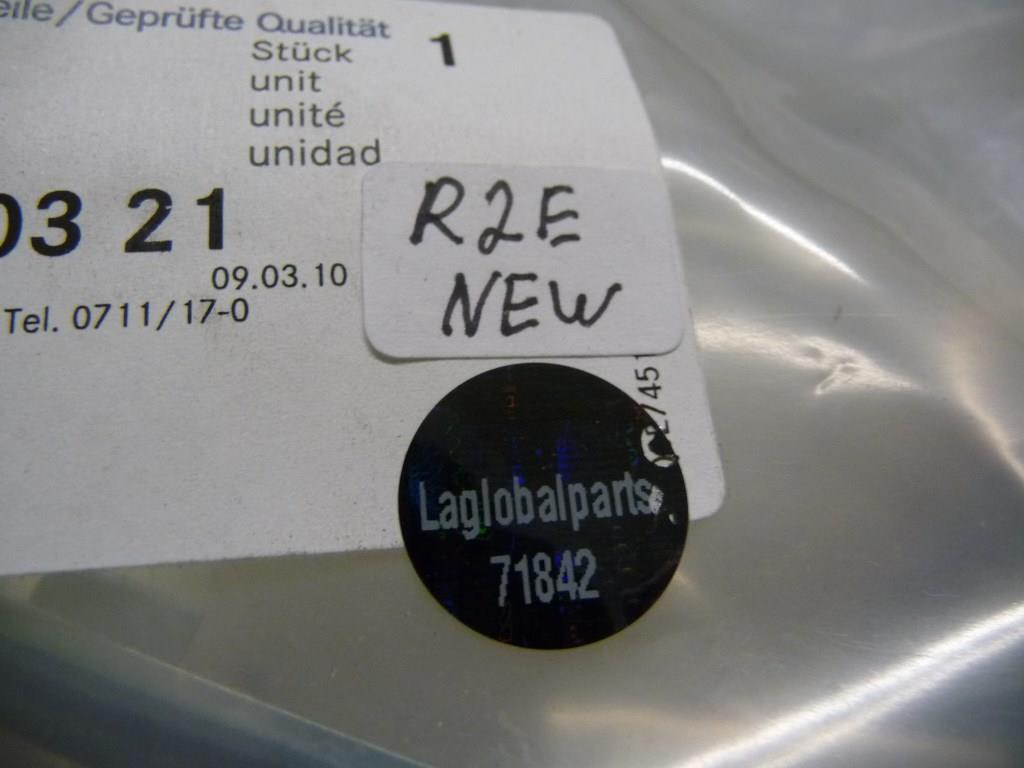 eile/Geprüfte Qualität
Stück 1
unit
unité
unidad
03 21
09.03.10
Tel. 0711/17-0
R2E
NEW
Laglobalparts
71842